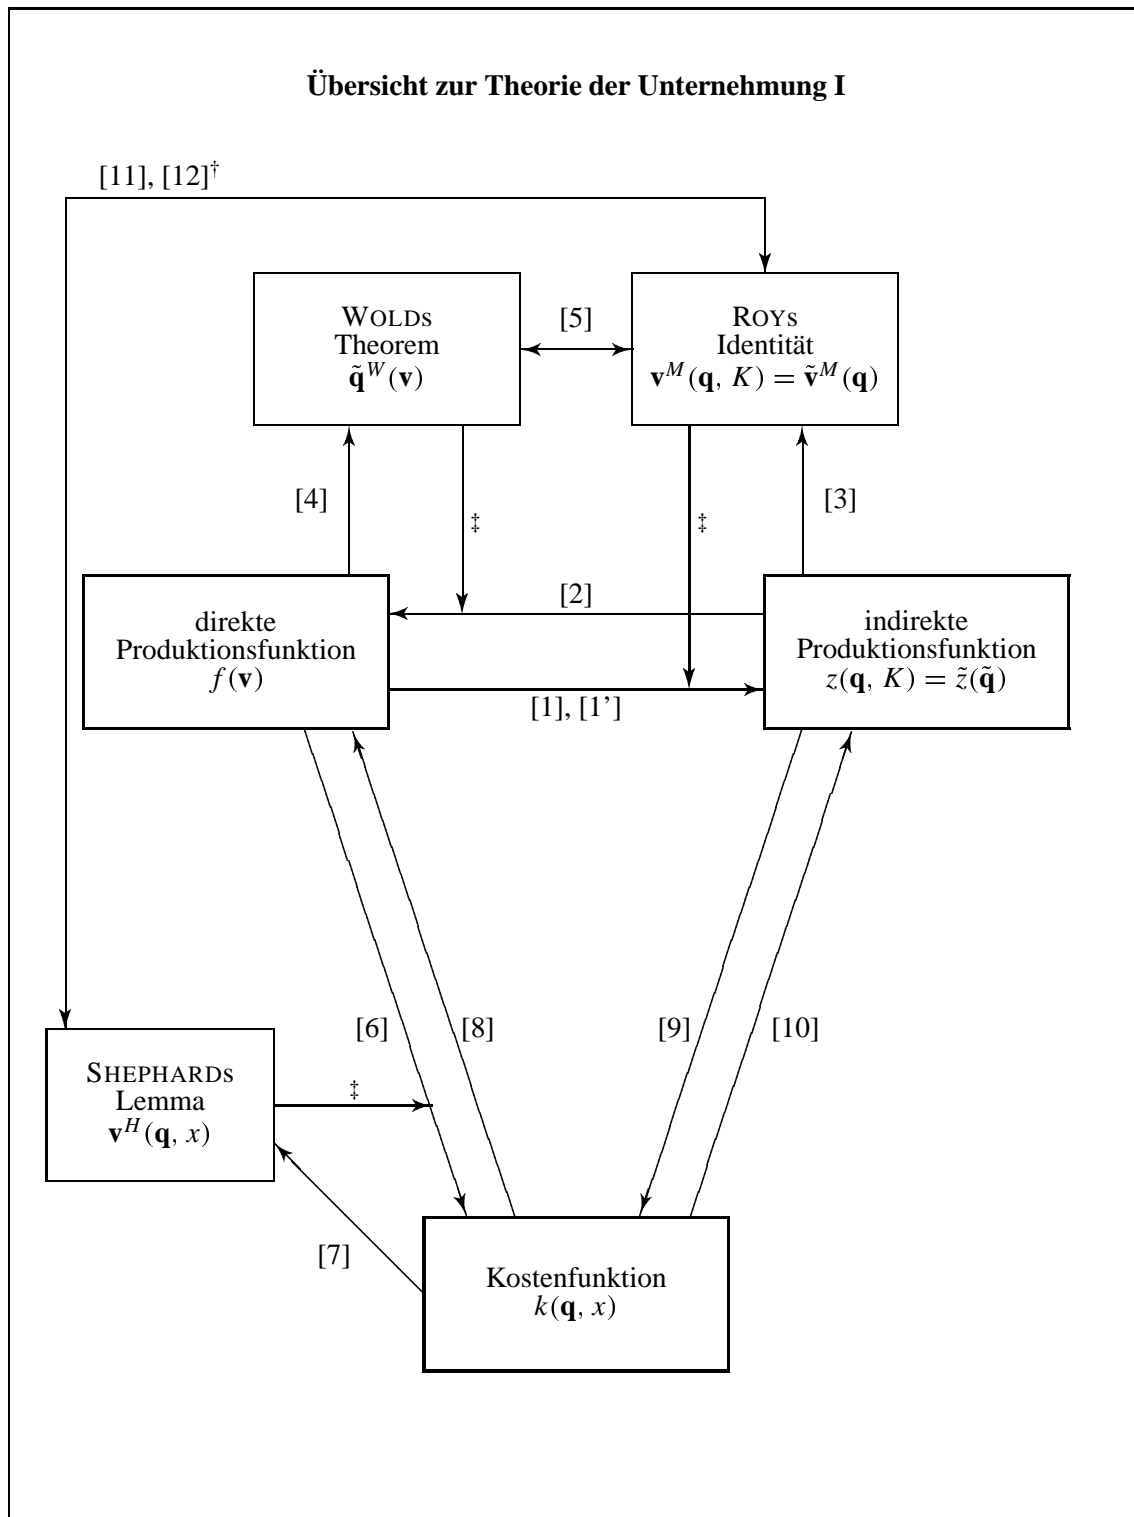 Übersicht zur Theorie der Unternehmung I
[11], [12]†
WOLDS
Theorem
q̃^W(v)
[5]
ROYS
Identität
v^M(q, K) = ṽ^M(q)
[4]
‡
‡
[3]
direkte
Produktionsfunktion
f(v)
[2]
[1], [1’]
indirekte
Produktionsfunktion
z(q, K) = z̃(q̃)
[6]
[8]
[9]
[10]
SHEPHARDS
Lemma
v^H(q, x)
‡
[7]
Kostenfunktion
k(q, x)